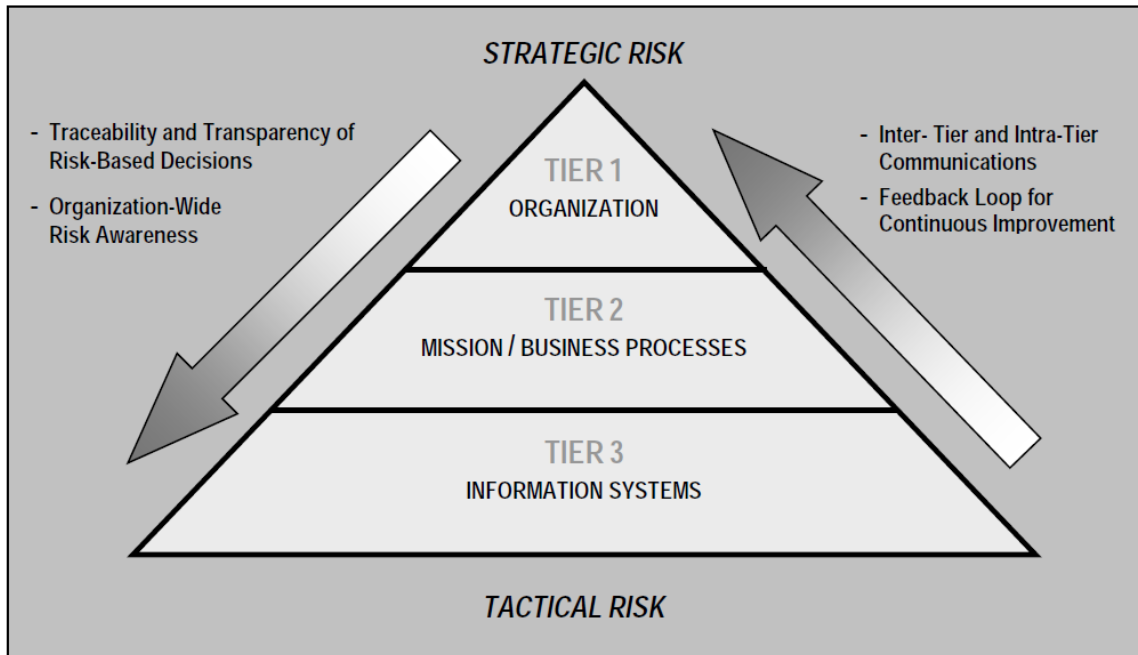 STRATEGIC RISK
- Traceability and Transparency of
Risk-Based Decisions
- Organization-Wide
Risk Awareness
- Inter- Tier and Intra-Tier
Communications
- Feedback Loop for
Continuous Improvement
TIER 1
ORGANIZATION
TIER 2
MISSION / BUSINESS PROCESSES
TIER 3
INFORMATION SYSTEMS
TACTICAL RISK